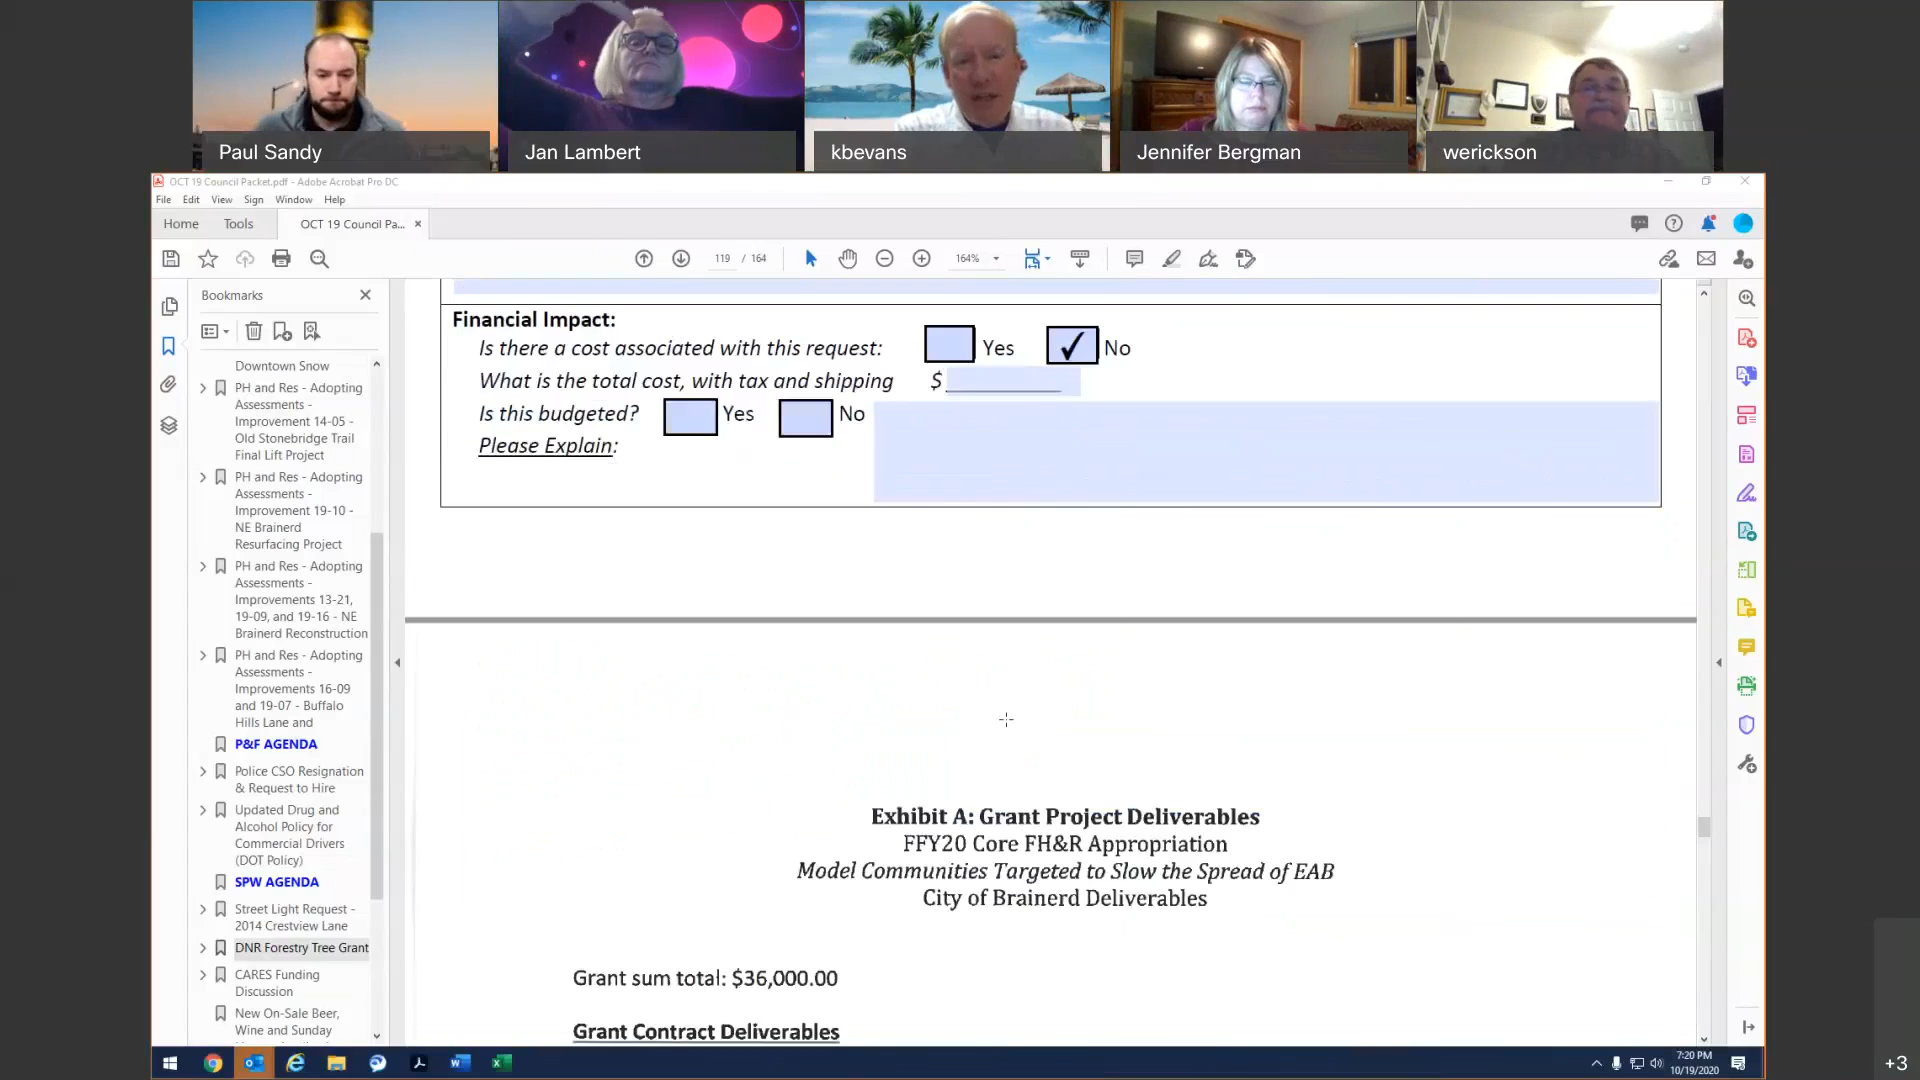 Paul Sandy
Jan Lambert
kbevans
Jennifer Bergman
werickson
OCT 19 Council Packet.pdf - Adobe Acrobat Pro DC
File Edit View Sign Window Help
Home Tools OCT 19 Council Pa... ×
119 / 164 164%
Bookmarks
Downtown Snow
PH and Res - Adopting
Assessments -
Improvement 14-05 -
Old Stonebridge Trail
Final Lift Project
PH and Res - Adopting
Assessments -
Improvement 19-10 -
NE Brainerd
Resurfacing Project
PH and Res - Adopting
Assessments -
Improvements 13-21,
19-09, and 19-16 - NE
Brainerd Reconstruction
PH and Res - Adopting
Assessments -
Improvements 16-09
and 19-07 - Buffalo
Hills Lane and
P&F AGENDA
Police CSO Resignation
& Request to Hire
Updated Drug and
Alcohol Policy for
Commercial Drivers
(DOT Policy)
SPW AGENDA
Street Light Request -
2014 Crestview Lane
DNR Forestry Tree Grant
CARES Funding
Discussion
New On-Sale Beer,
Wine and Sunday
Financial Impact:
Is there a cost associated with this request: Yes ✓ No
What is the total cost, with tax and shipping $
Is this budgeted? Yes No
Please Explain:
Exhibit A: Grant Project Deliverables
FFY20 Core FH&R Appropriation
Model Communities Targeted to Slow the Spread of EAB
City of Brainerd Deliverables
Grant sum total: $36,000.00
Grant Contract Deliverables
7:20 PM
10/19/2020
+3